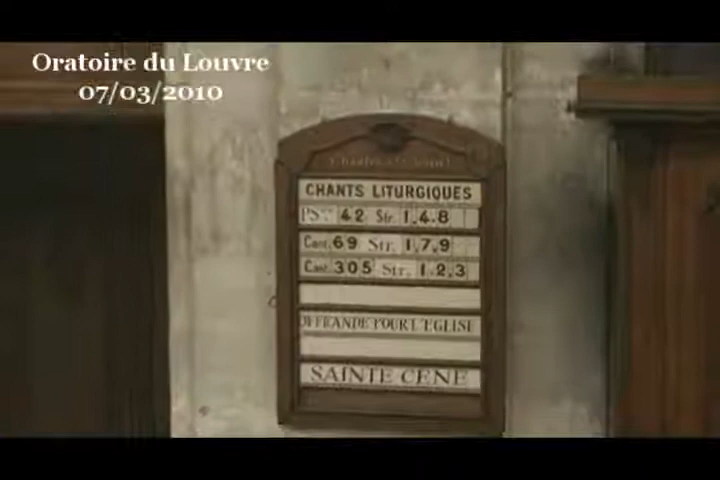 Oratoire du Louvre
07/03/2010
CHANTS LITURGIQUES
PS. 42 Str. 1.4.8
Cant. 69 Str. 1.7.9
Cant. 305 Str. 1.2.3
OFFRANDE POUR L'EGLISE
SAINTE CENE